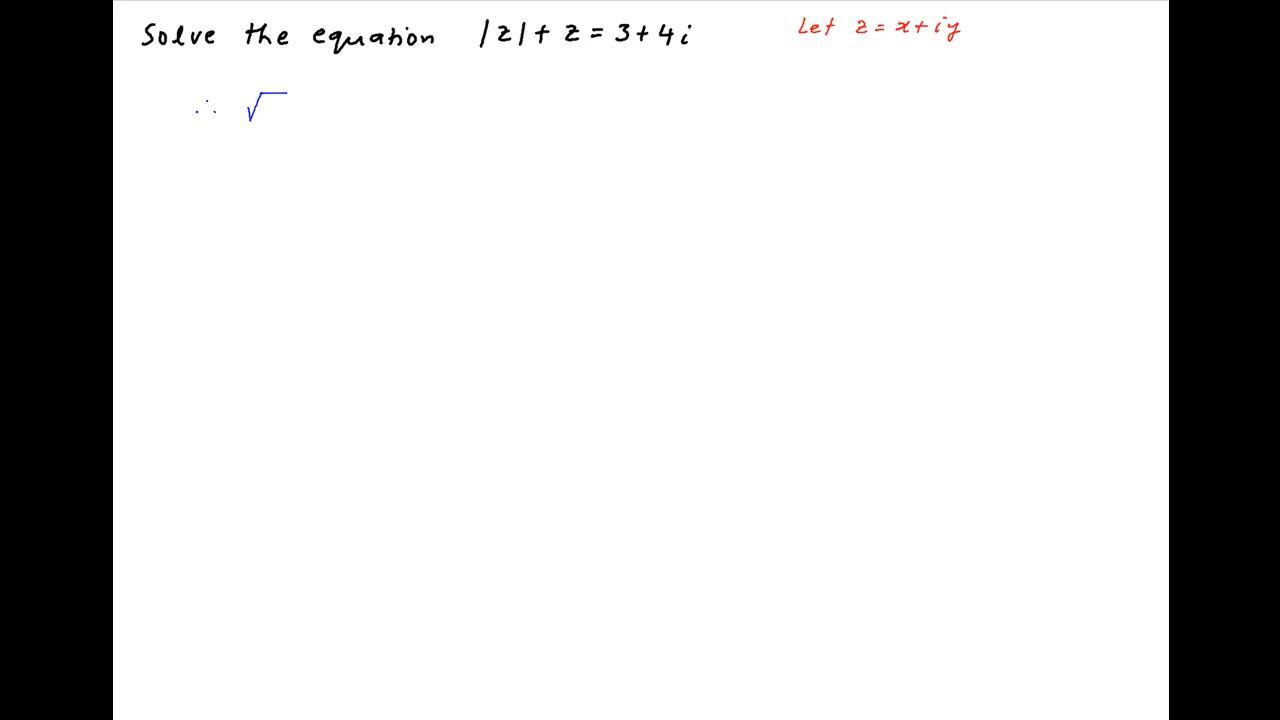 Solve the equation |z| + z = 3 + 4i
Let z = x + iy
∴ √